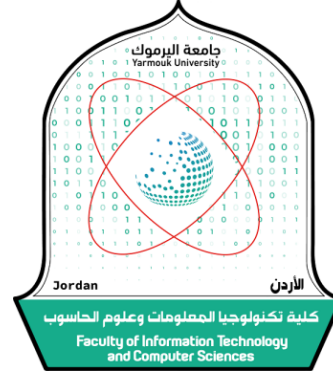 جامعة اليرموك
Yarmouk University
Jordan
الأردن
كلية تكنولوجيا المعلومات وعلوم الحاسوب
Faculty of Information Technology
and Computer Sciences